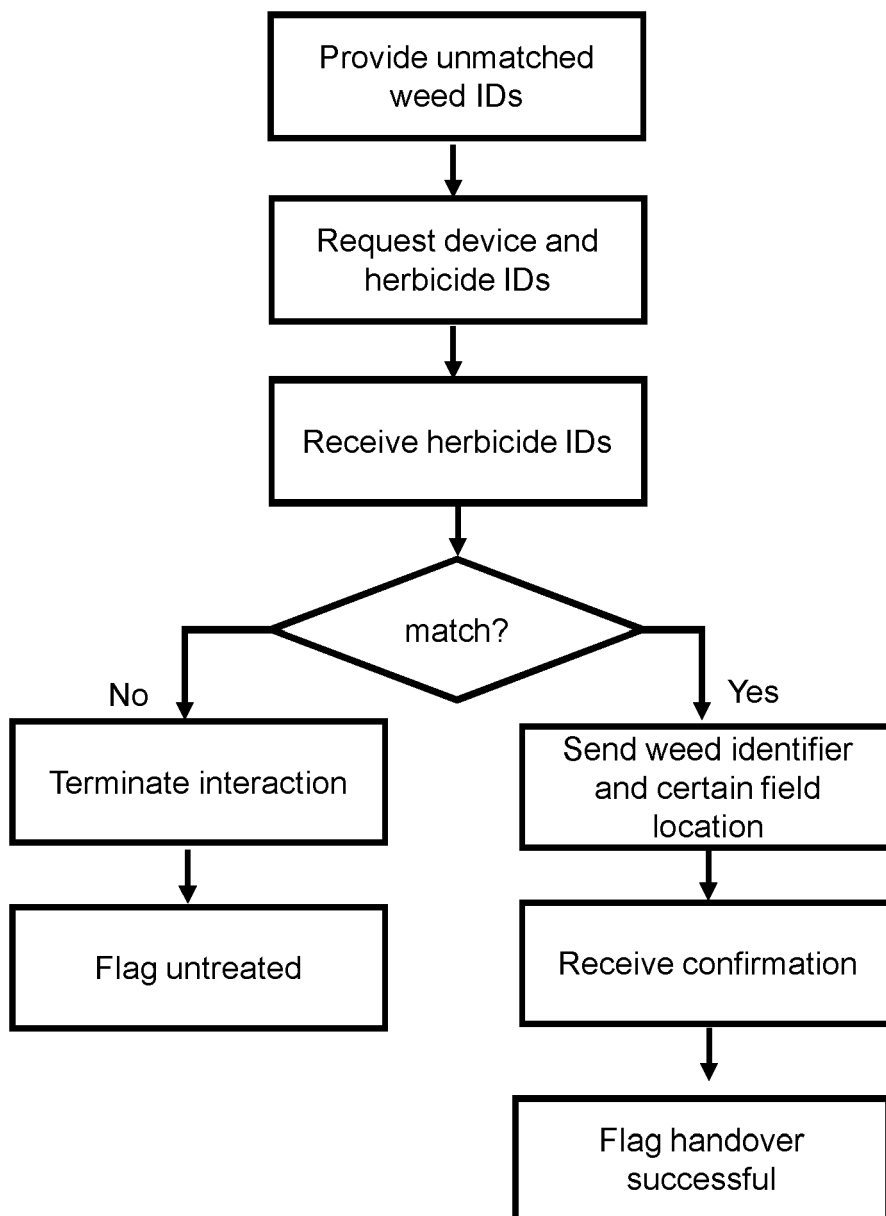 Provide unmatched
weed IDs
Request device and
herbicide IDs
Receive herbicide IDs
match?
No
Yes
Terminate interaction
Send weed identifier
and certain field
location
Flag untreated
Receive confirmation
Flag handover
successful